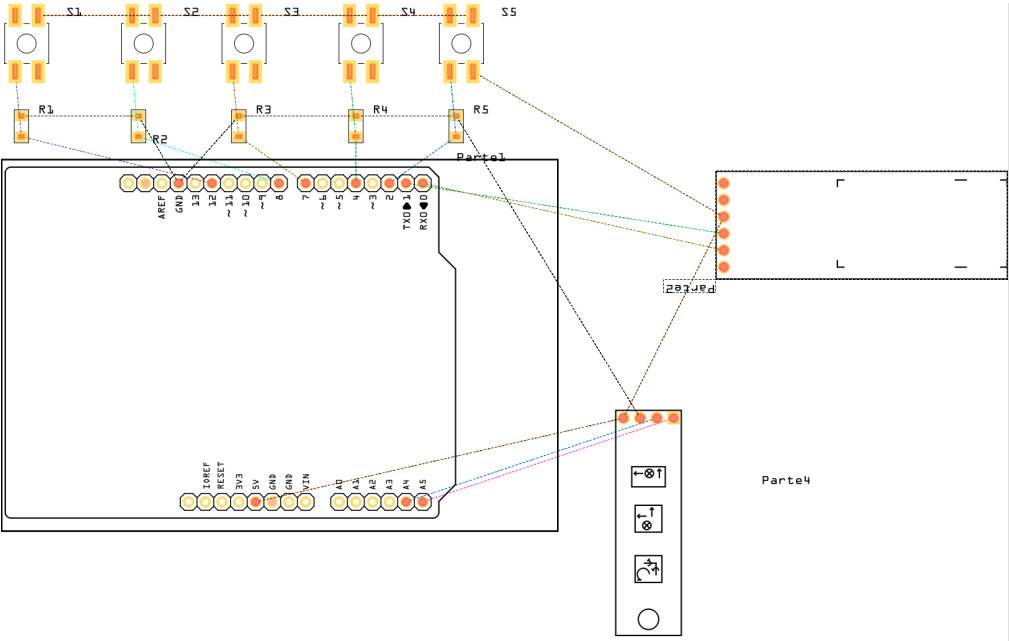 S1 S2 S3 S4 S5
R1 R2 R3 R4 R5
Parte1
AREF GND 13 12 ~11 ~10 ~9 8 7 ~6 ~5 4 ~3 2 TX0 1 RX0 0
Parte2
IOREF RESET 3V3 5V GND GND VIN A0 A1 A2 A3 A4 A5
Parte4